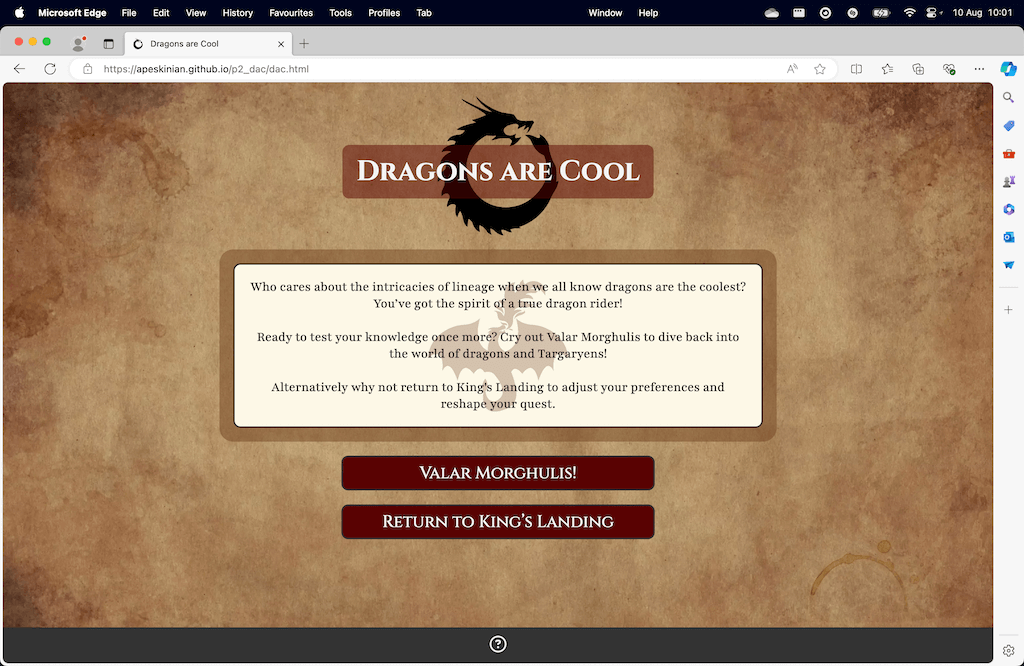 Microsoft Edge File Edit View History Favourites Tools Profiles Tab Window Help 10 Aug 10:01
Dragons are Cool
https://apeskinian.github.io/p2_dac/dac.html
Dragons are Cool
Who cares about the intricacies of lineage when we all know dragons are the coolest?
You've got the spirit of a true dragon rider!
Ready to test your knowledge once more? Cry out Valar Morghulis to dive back into
the world of dragons and Targaryens!
Alternatively why not return to King's Landing to adjust your preferences and
reshape your quest.
Valar Morghulis!
Return to King's Landing
?